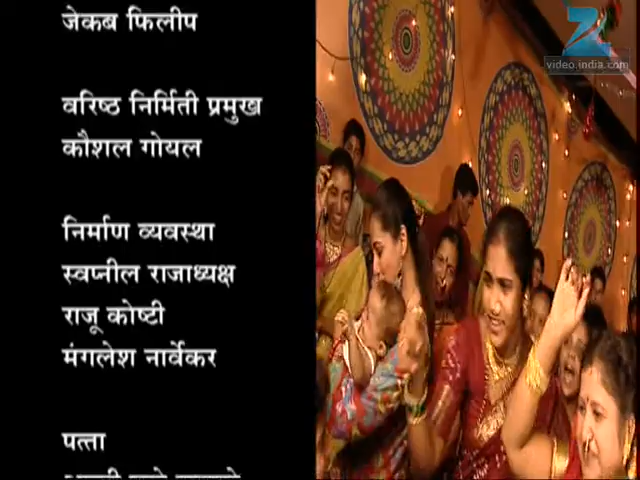 जेकब फिलीप
वरिष्ठ निर्मिती प्रमुख
कौशल गोयल
निर्माण व्यवस्था
स्वप्नील राजाध्यक्ष
राजू कोष्टी
मंगलेश नार्वेकर
पत्ता
Z
video.india.com